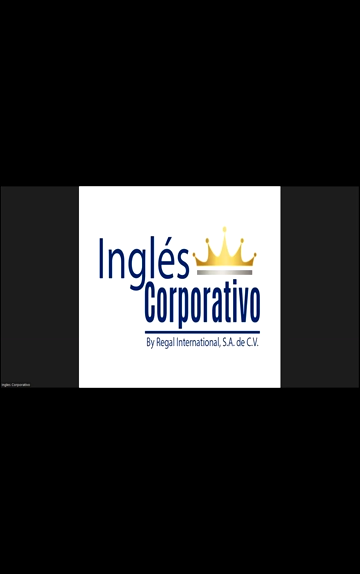 Inglés
Corporativo
By Regal International, S.A. de C.V.
Inglés Corporativo